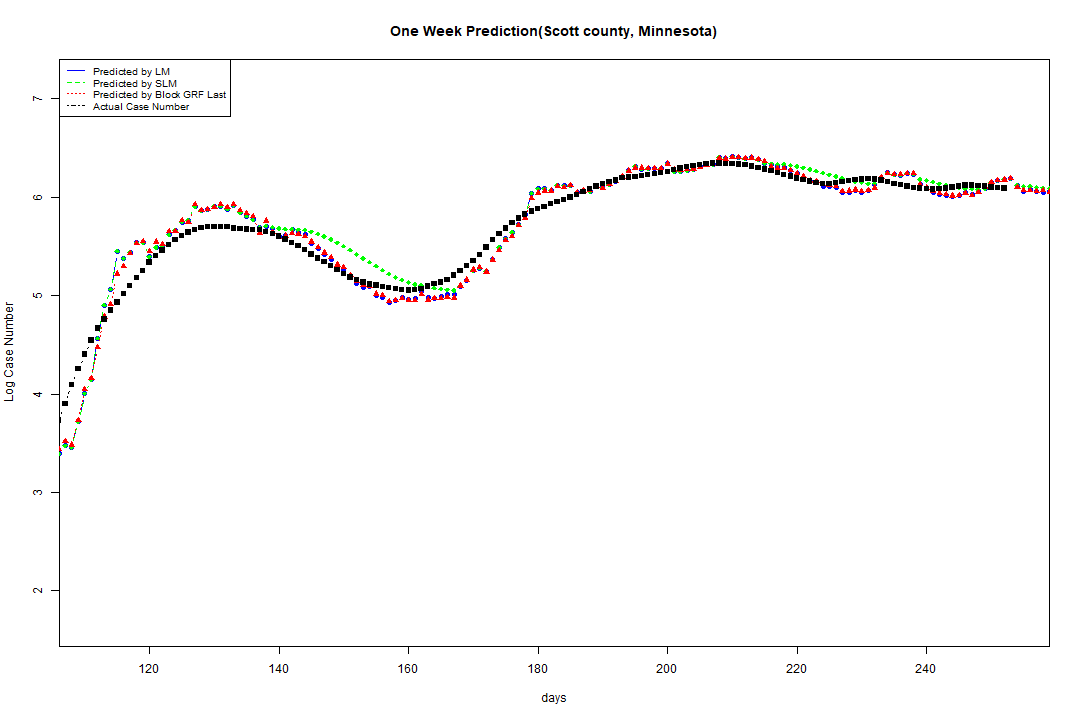 One Week Prediction(Scott county, Minnesota)
Predicted by LM
Predicted by SLM
Predicted by Block GRF Last
Actual Case Number
7
6
5
4
3
2
Log Case Number
120 140 160 180 200 220 240
days